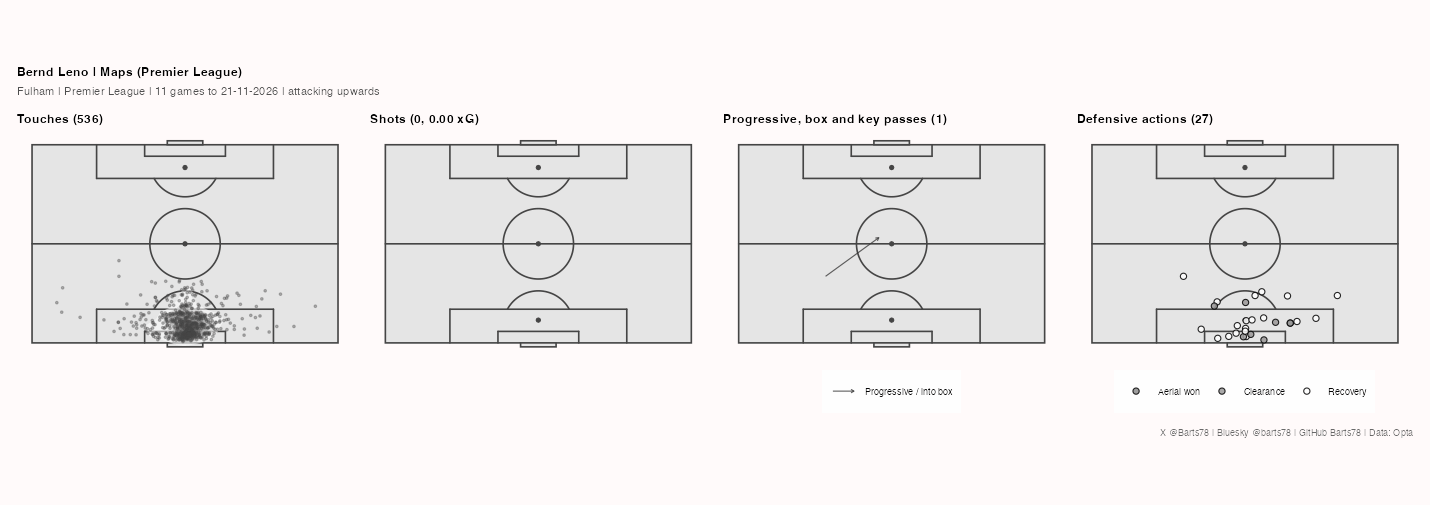 Bernd Leno | Maps (Premier League)
Fulham | Premier League | 11 games to 21-11-2026 | attacking upwards
Touches (536)
Shots (0, 0.00 xG)
Progressive, box and key passes (1)
Defensive actions (27)
Progressive / into box
Aerial won
Clearance
Recovery
X @Barts78 | Bluesky @barts78 | GitHub Barts78 | Data: Opta